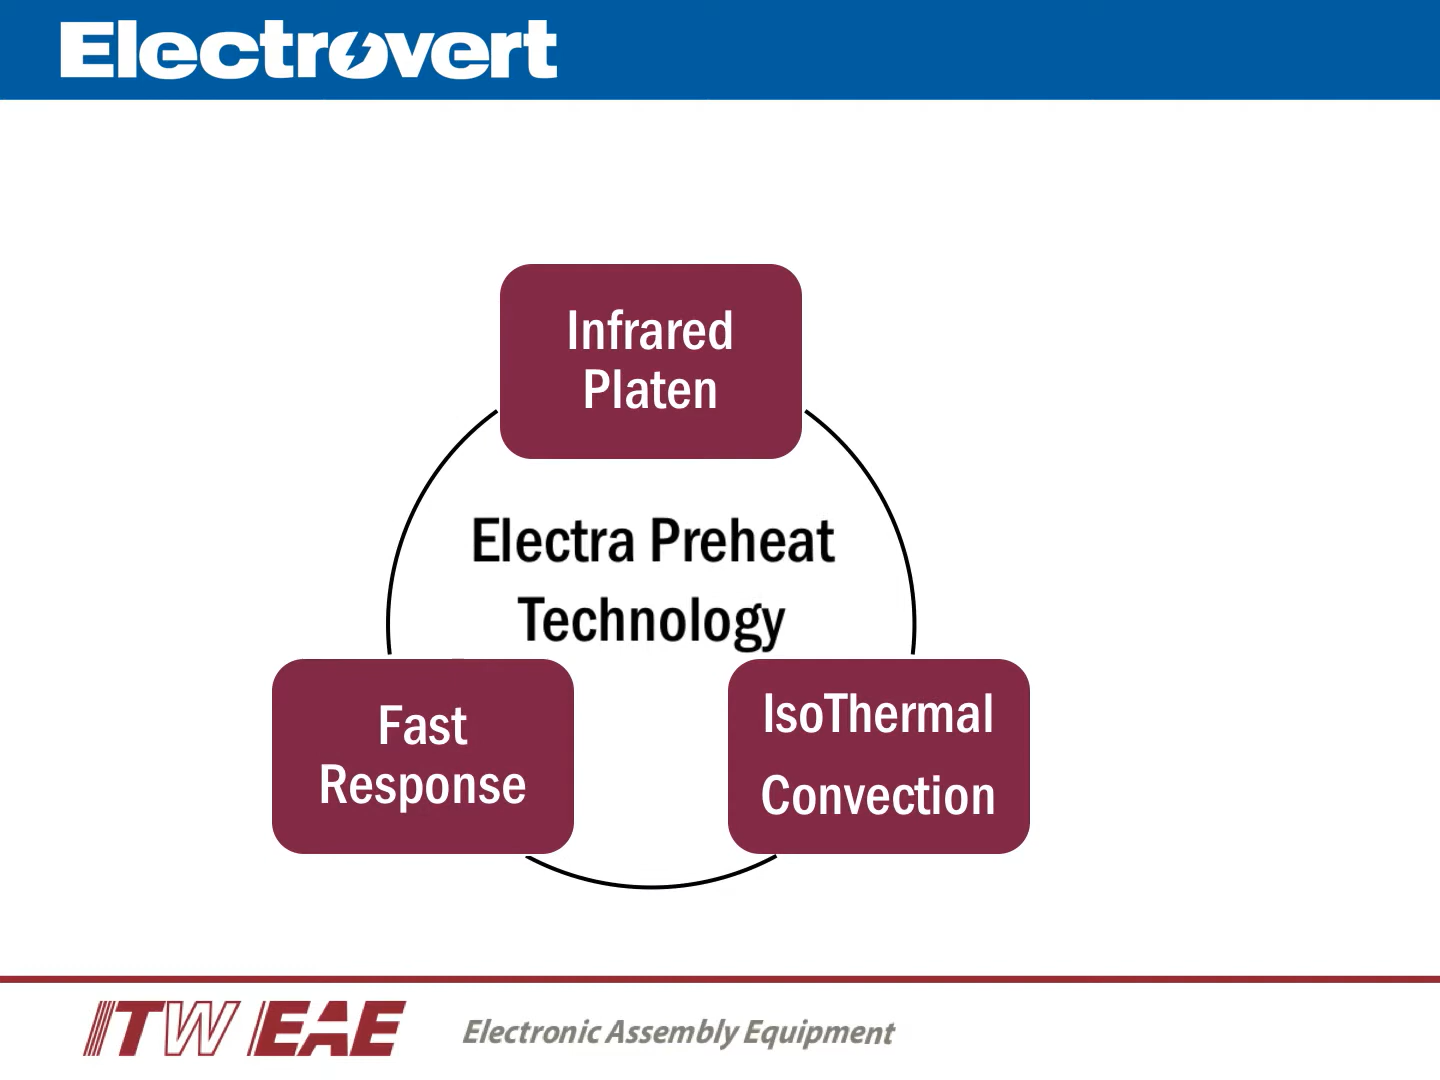 Electrovert
Infrared
Platen
Electra Preheat
Technology
Fast
Response
IsoThermal
Convection
ITW EAE
Electronic Assembly Equipment